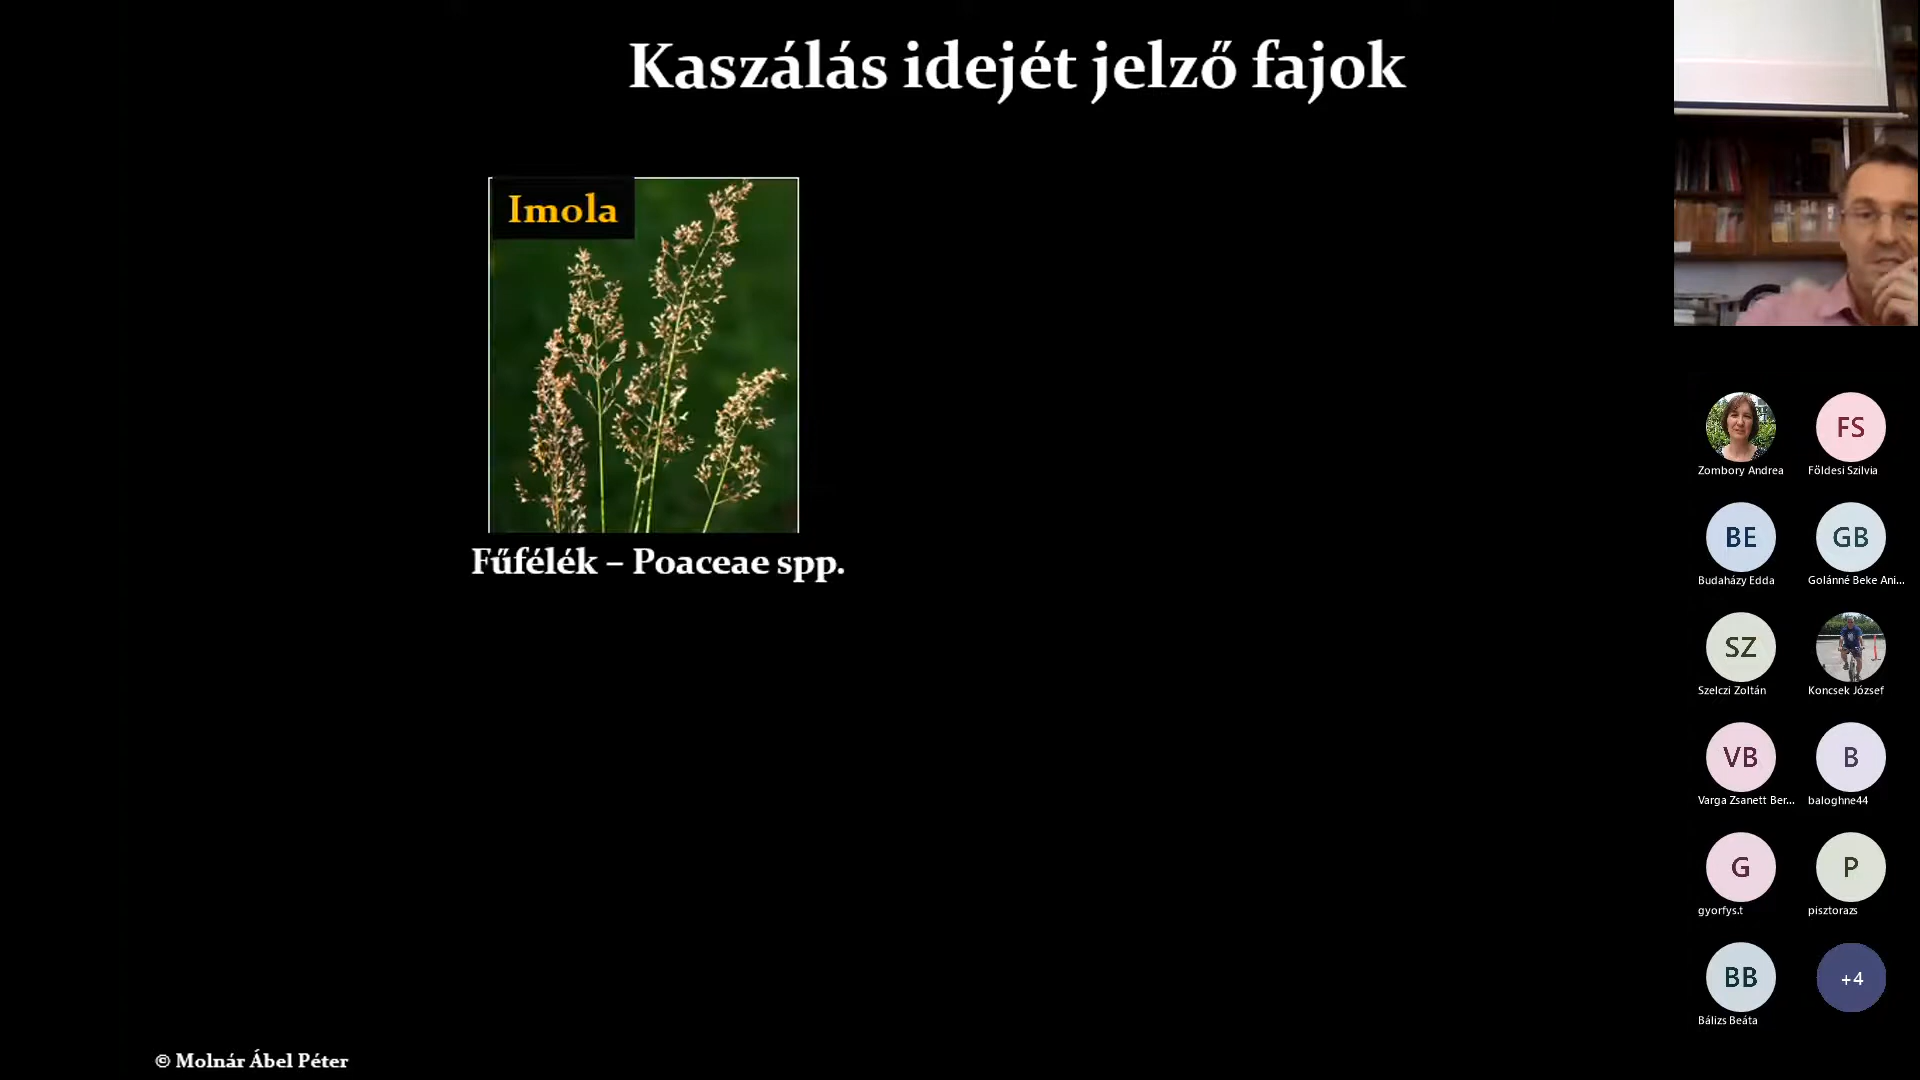 Kaszálás idejét jelző fajok
Imola
Fűfélék – Poaceae spp.
© Molnár Ábel Péter
Zombory Andrea
FS
Földesi Szilvia
BE
Budaházy Edda
GB
Golánné Beke Ani...
SZ
Szelczi Zoltán
Koncsek József
VB
Varga Zsanett Ber...
B
baloghne44
G
gyorfys.t
P
pisztorazs
BB
Bálizs Beáta
+4